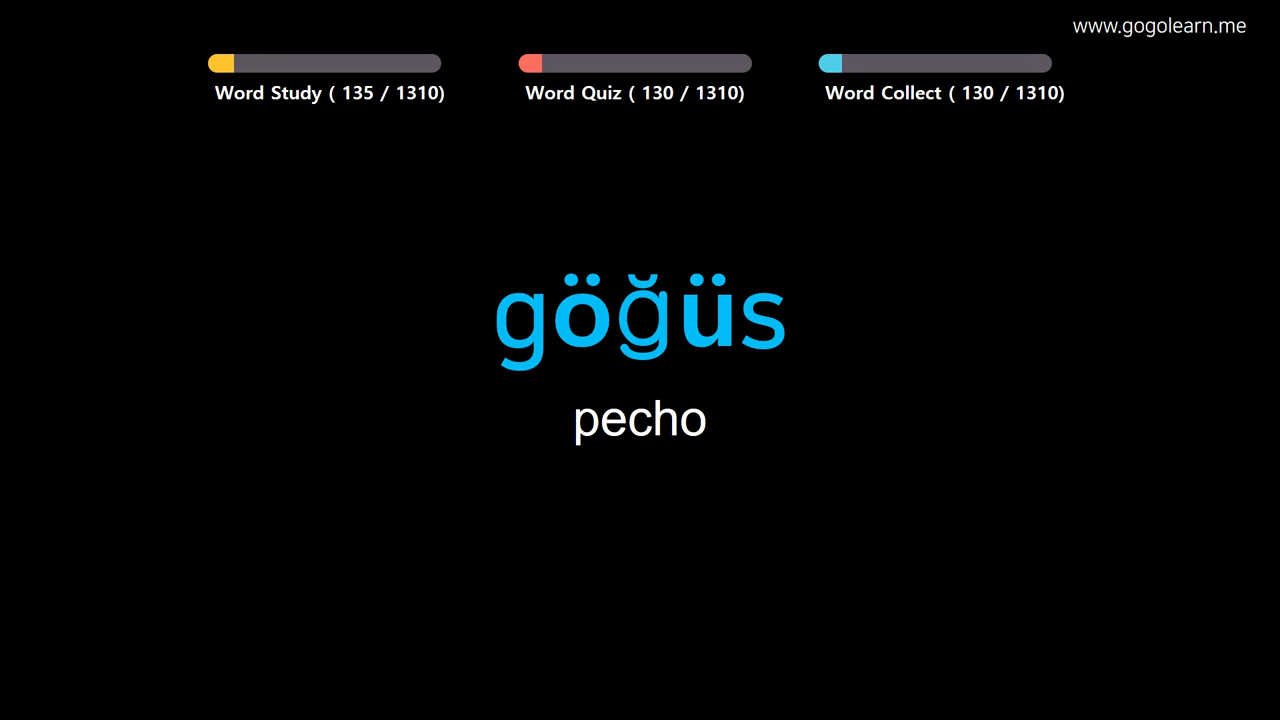 www.gogolearn.me
Word Study ( 135 / 1310)
Word Quiz ( 130 / 1310)
Word Collect ( 130 / 1310)
göğüs
pecho